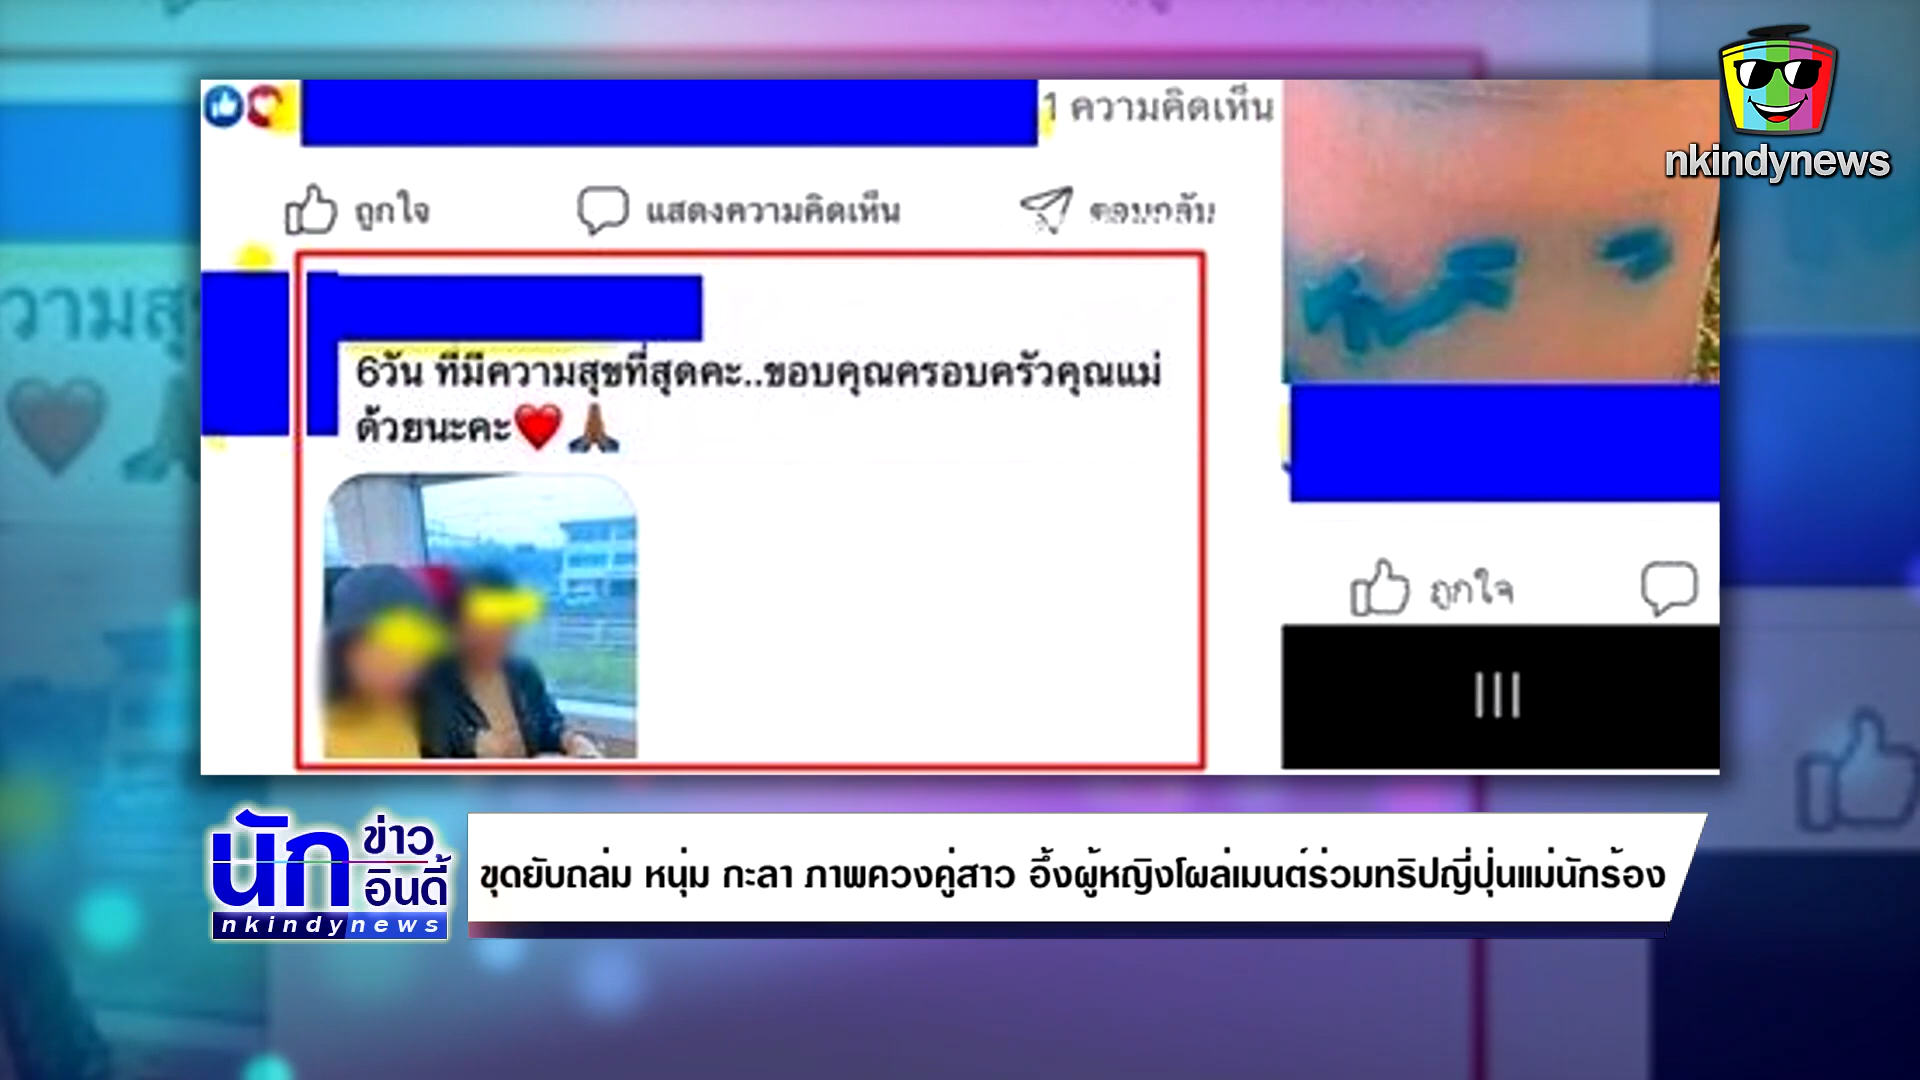 nkindynews
1 ความคิดเห็น
ถูกใจ
แสดงความคิดเห็น
6วัน ที่มีความสุขที่สุดคะ..ขอบคุณครอบครัวคุณแม่
ด้วยนะคะ❤️🙏🏾
ถูกใจ
นักข่าวอินดี้
nkindynews
ขุดยับถล่ม หนุ่ม กะลา ภาพควงคู่สาว อึ้งผู้หญิงโผล่เมนต์ร่วมทริปญี่ปุ่นแม่นักร้อง